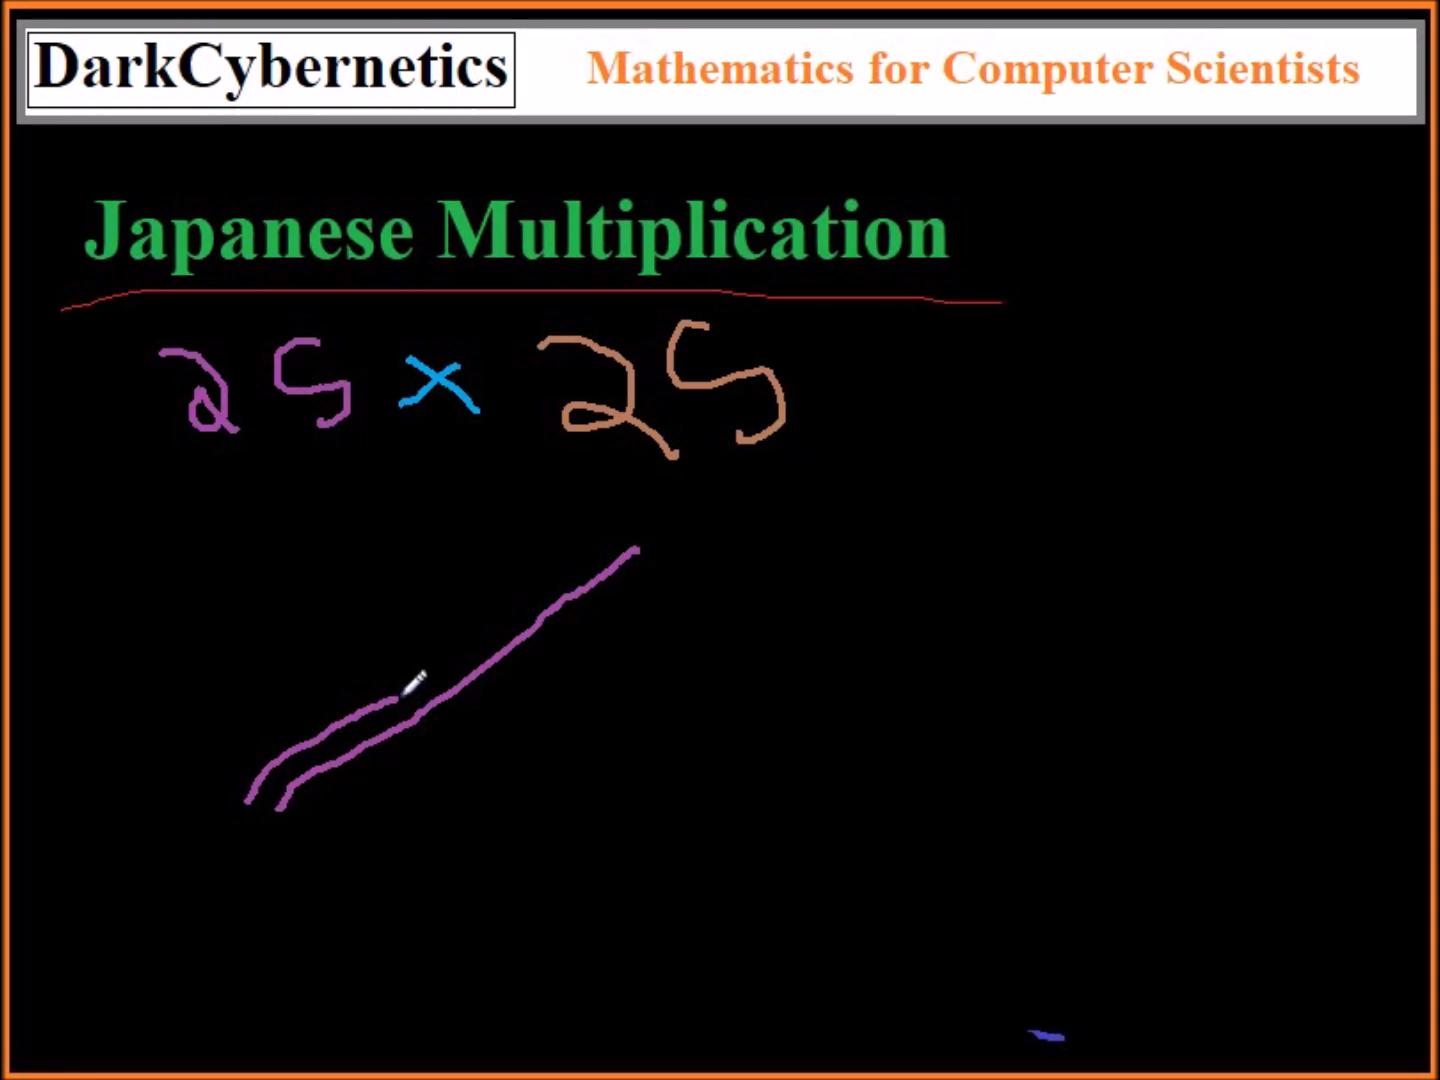 DarkCybernetics Mathematics for Computer Scientists
Japanese Multiplication
25 x 25